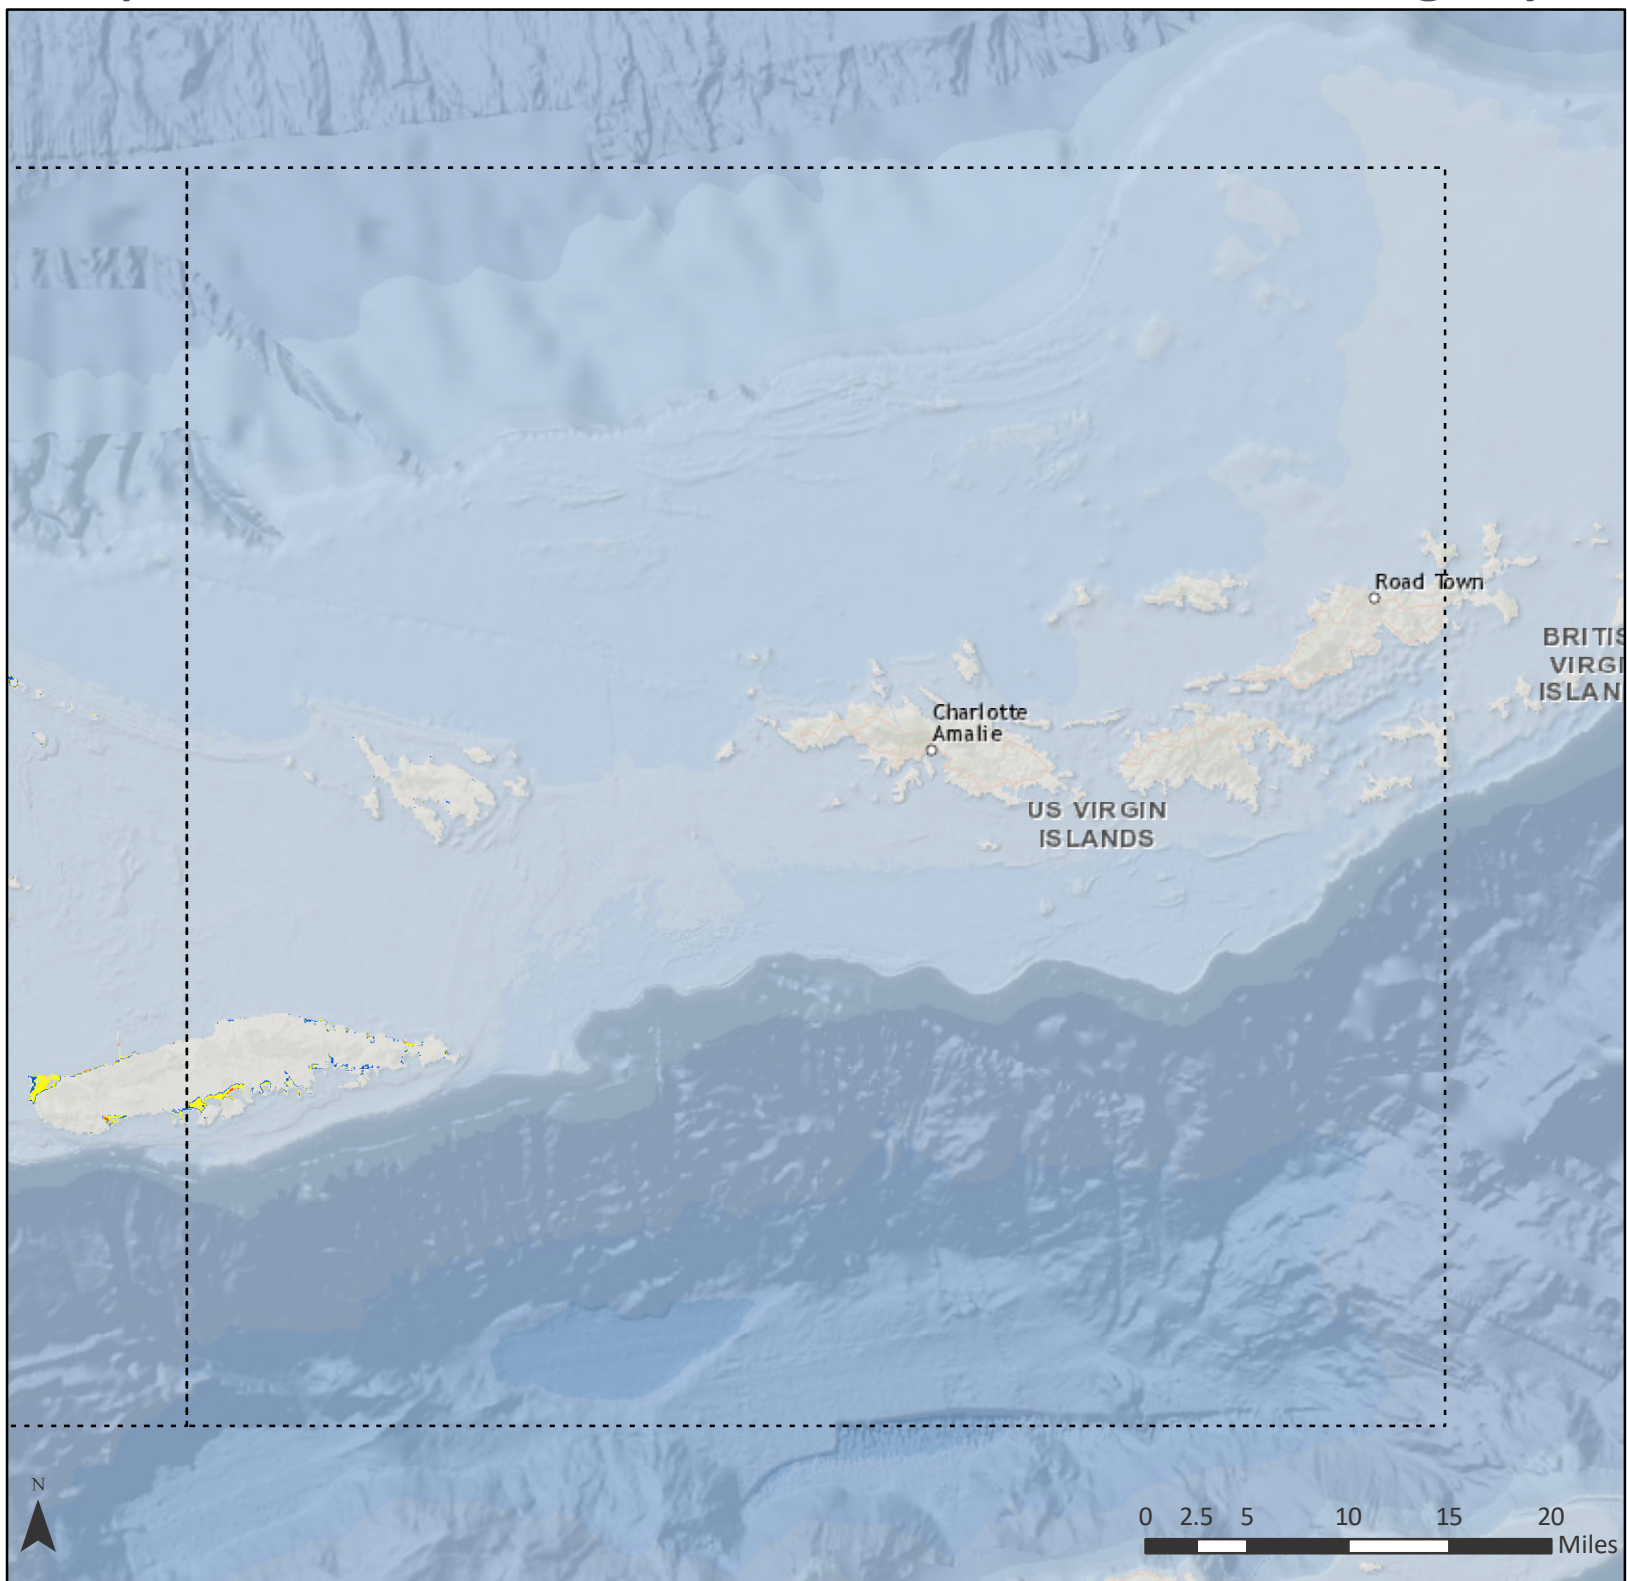 Road Town
BRITIS
VIRGI
ISLAN
Charlotte
Amalie
US VIRGIN
ISLANDS
N
0 2.5 5 10 15 20
Miles